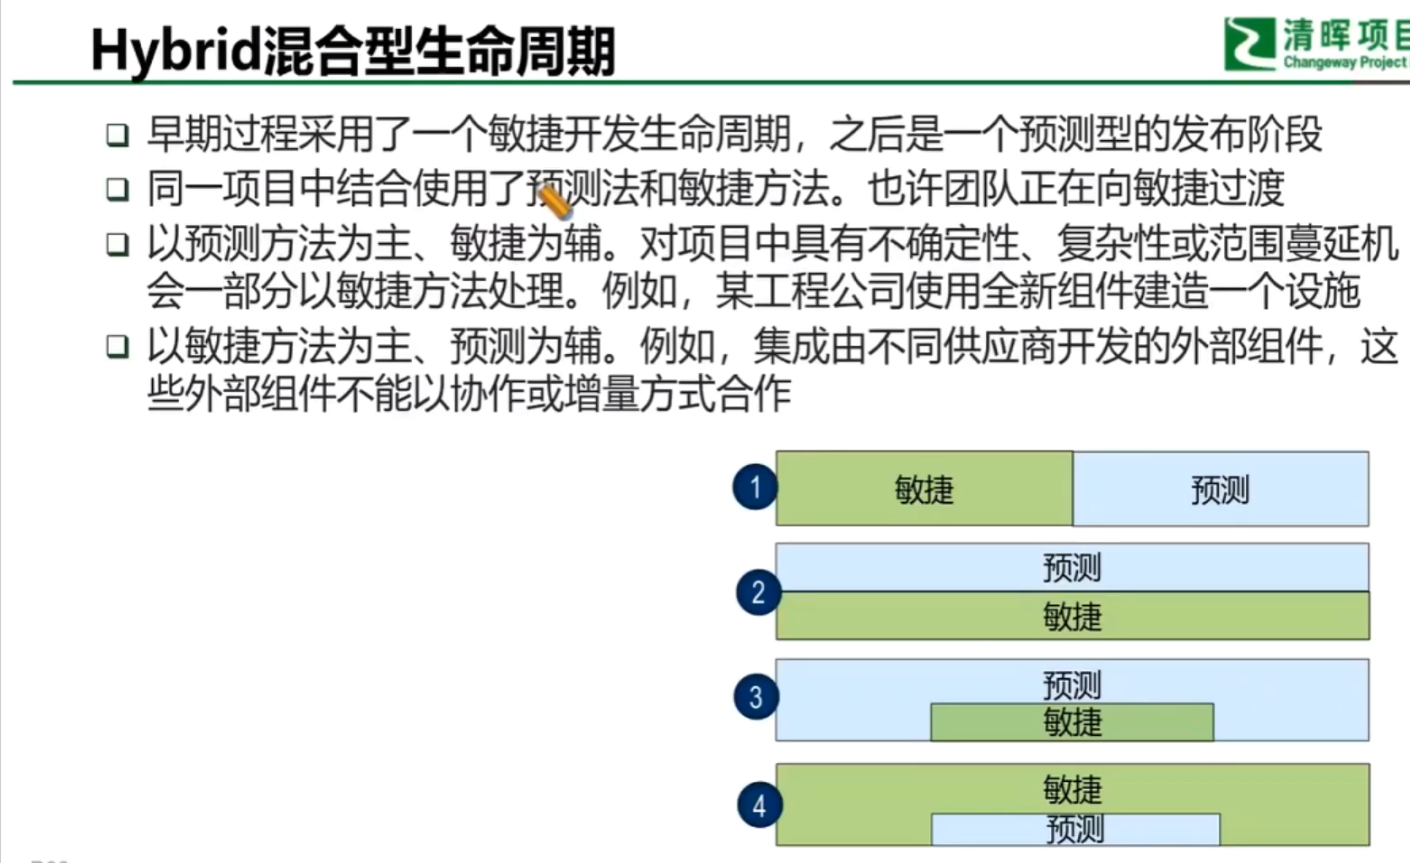 Hybrid混合型生命周期
清晖项目
Changeway Project
早期过程采用了一个敏捷开发生命周期，之后是一个预测型的发布阶段
同一项目中结合使用了预测法和敏捷方法。也许团队正在向敏捷过渡
以预测方法为主、敏捷为辅。对项目中具有不确定性、复杂性或范围蔓延机
会一部分以敏捷方法处理。例如，某工程公司使用全新组件建造一个设施
以敏捷方法为主、预测为辅。例如，集成由不同供应商开发的外部组件，这
些外部组件不能以协作或增量方式合作
1
敏捷
预测
2
预测
敏捷
3
预测
敏捷
4
敏捷
预测